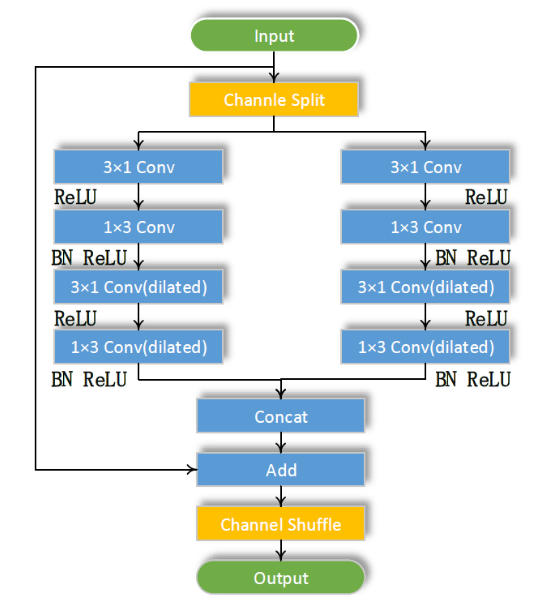 Input
Channle Split
3×1 Conv
3×1 Conv
ReLU
ReLU
1×3 Conv
1×3 Conv
BN ReLU
BN ReLU
3×1 Conv(dilated)
3×1 Conv(dilated)
ReLU
ReLU
1×3 Conv(dilated)
1×3 Conv(dilated)
BN ReLU
BN ReLU
Concat
Add
Channel Shuffle
Output